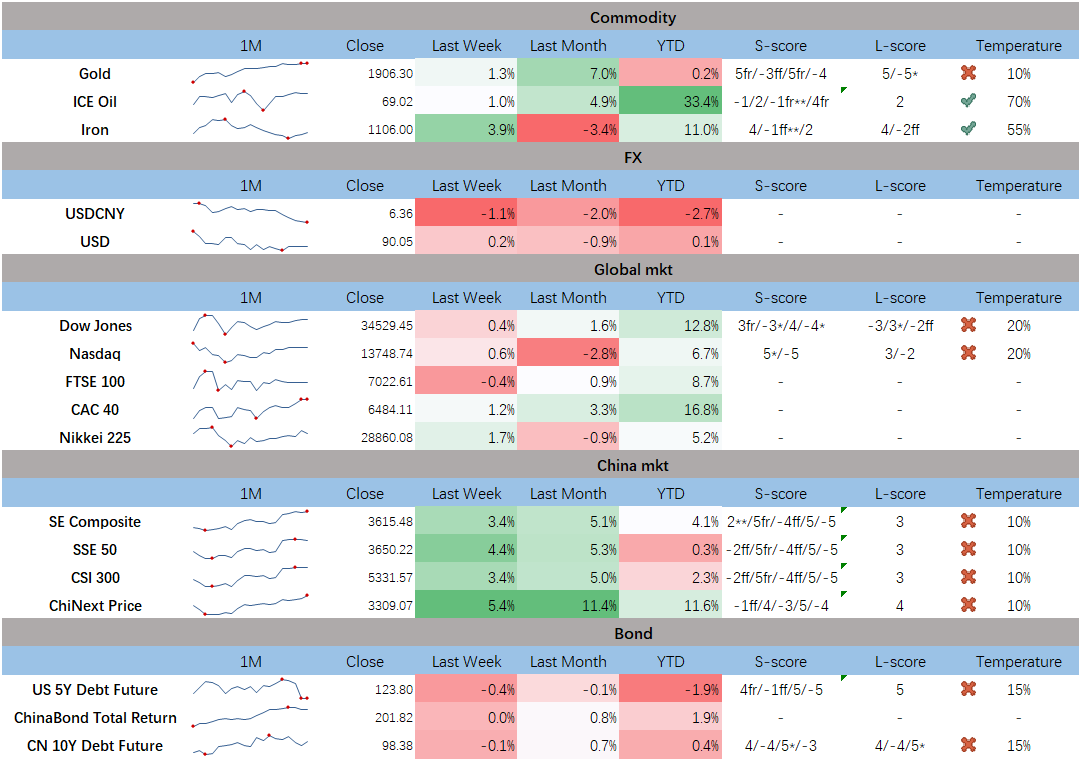 Commodity
1M Close Last Week Last Month YTD S-score L-score Temperature
Gold 1906.30 1.3% 7.0% 0.2% 5fr/-3ff/5fr/-4 5/-5* 10%
ICE Oil 69.02 1.0% 4.9% 33.4% -1/2/-1fr**/4fr 2 70%
Iron 1106.00 3.9% -3.4% 11.0% 4/-1ff**/2 4/-2ff 55%
FX
1M Close Last Week Last Month YTD S-score L-score Temperature
USDCNY 6.36 -1.1% -2.0% -2.7% - - -
USD 90.05 0.2% -0.9% 0.1% - - -
Global mkt
1M Close Last Week Last Month YTD S-score L-score Temperature
Dow Jones 34529.45 0.4% 1.6% 12.8% 3fr/-3*/4/-4* -3/3*/-2ff 20%
Nasdaq 13748.74 0.6% -2.8% 6.7% 5*/-5 3/-2 20%
FTSE 100 7022.61 -0.4% 0.9% 8.7% - - -
CAC 40 6484.11 1.2% 3.3% 16.8% - - -
Nikkei 225 28860.08 1.7% -0.9% 5.2% - - -
China mkt
1M Close Last Week Last Month YTD S-score L-score Temperature
SE Composite 3615.48 3.4% 5.1% 4.1% 2**/5fr/-4ff/5/-5 3 10%
SSE 50 3650.22 4.4% 5.3% 0.3% -2ff/5fr/-4ff/5/-5 3 10%
CSI 300 5331.57 3.4% 5.0% 2.3% -2ff/5fr/-4ff/5/-5 3 10%
ChiNext Price 3309.07 5.4% 11.4% 11.6% -1ff/4/-3/5/-4 4 10%
Bond
1M Close Last Week Last Month YTD S-score L-score Temperature
US 5Y Debt Future 123.80 -0.4% -0.1% -1.9% 4fr/-1ff/5/-5 5 15%
ChinaBond Total Return 201.82 0.0% 0.8% 1.9% - - -
CN 10Y Debt Future 98.38 -0.1% 0.7% 0.4% 4/-4/5*/-3 4/-4/5* 15%